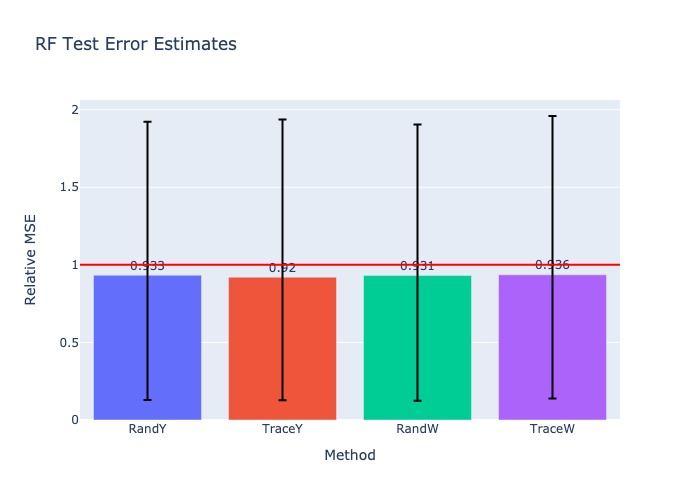 RF Test Error Estimates
2
1.5
1
0.5
0
Relative MSE
0.933
0.92
0.931
0.936
RandY
TraceY
RandW
TraceW
Method